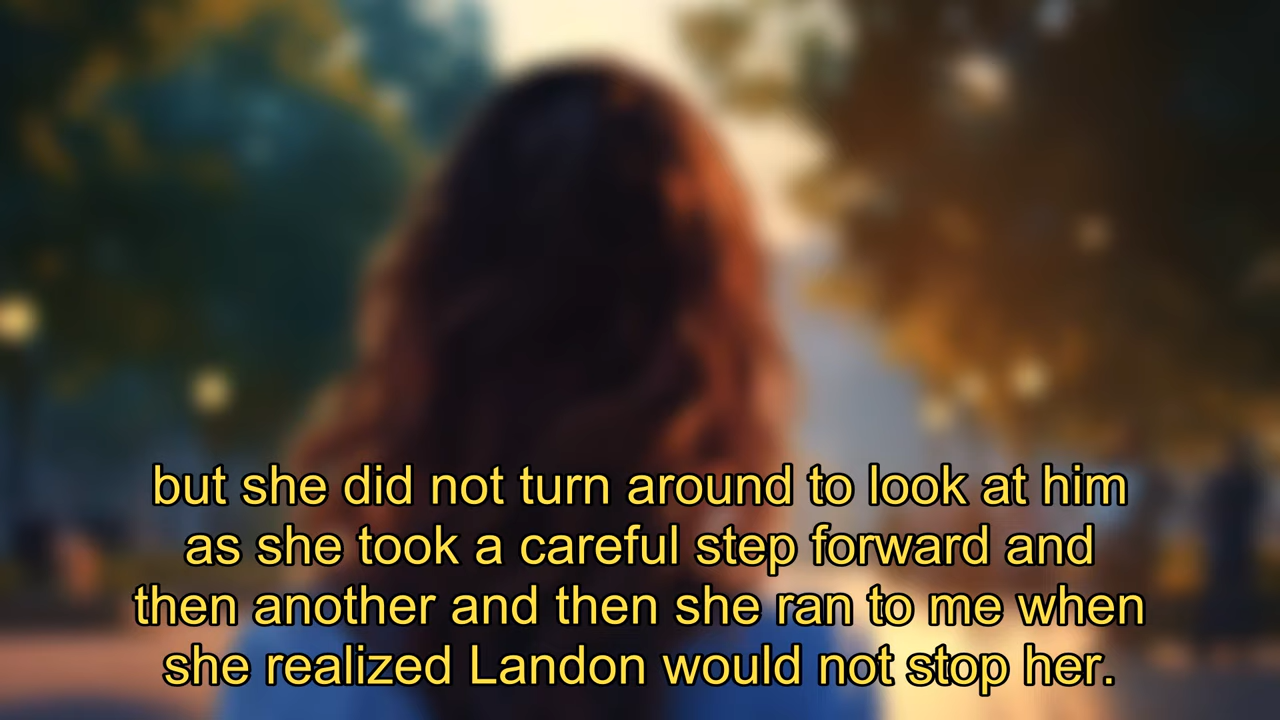 but she did not turn around to look at him
as she took a careful step forward and
then another and then she ran to me when
she realized Landon would not stop her.